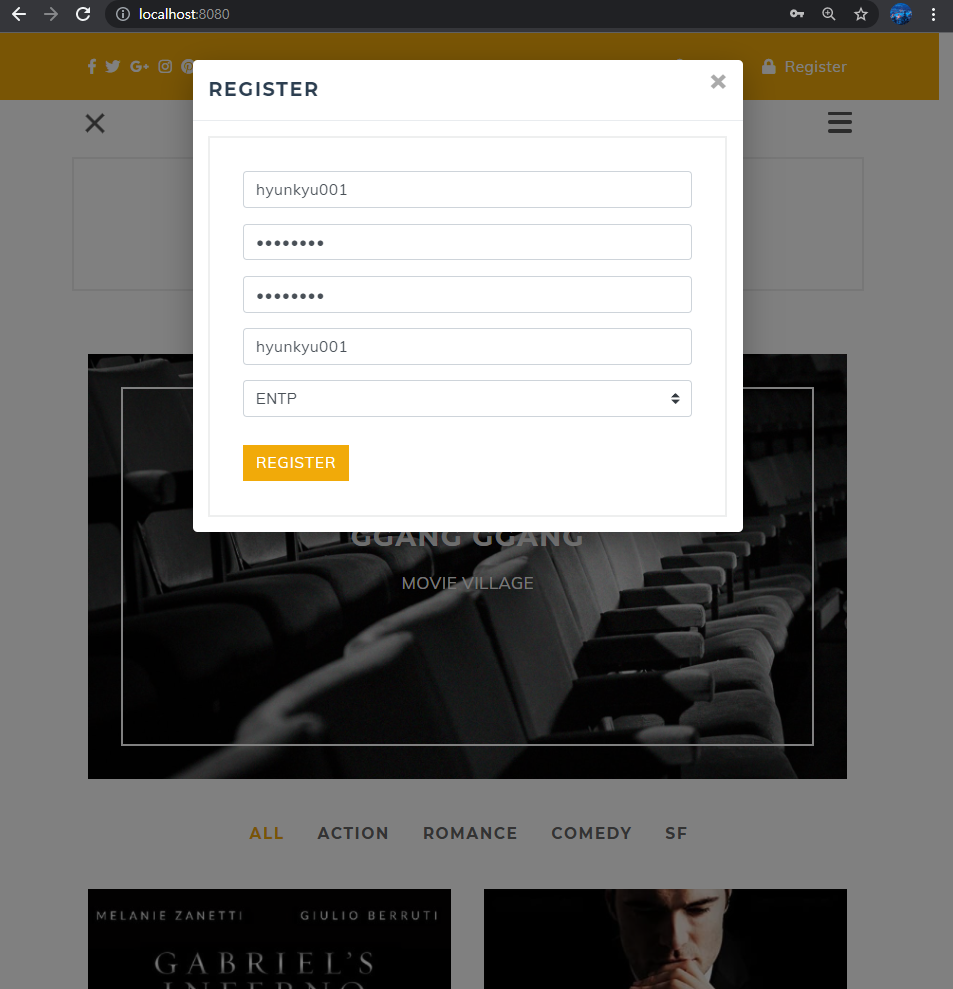 localhost:8080
Register
REGISTER
hyunkyu001
••••••••
••••••••
hyunkyu001
ENTP
REGISTER
GGANG GGANG
MOVIE VILLAGE
ALL ACTION ROMANCE COMEDY SF
MELANIE ZANETTI GIULIO BERRUTI
GABRIEL'S
INFERNO